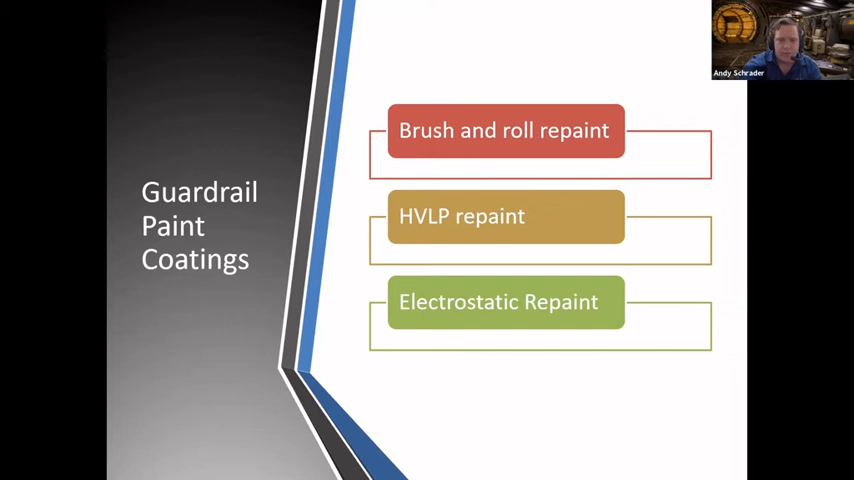 Guardrail
Paint
Coatings
Brush and roll repaint
HVLP repaint
Electrostatic Repaint
Andy Schrader